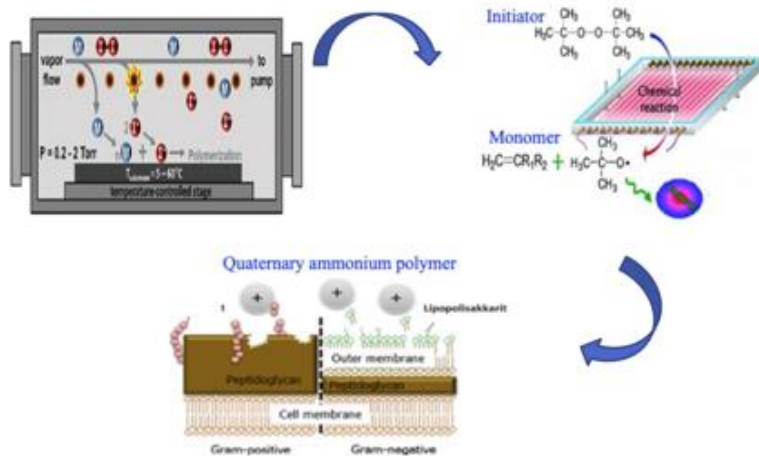 vapor
flow
to
pump
P = 0.2 - 2 Torr
2
+
Polymerization
temperature-controlled stage
Initiator
CH₃ CH₃
H₃C O O CH₃
CH₃ CH₃
Chemical
reaction
Monomer
CH₃
H₂C=CR₁R₂ + H₃C O•
CH₃
Quaternary ammonium polymer
+ + +
1
Lipopolisakkarit
Outer membrane
Peptidoglycan
Peptidoglycan
Cell membrane
Gram-positive
Gram-negative